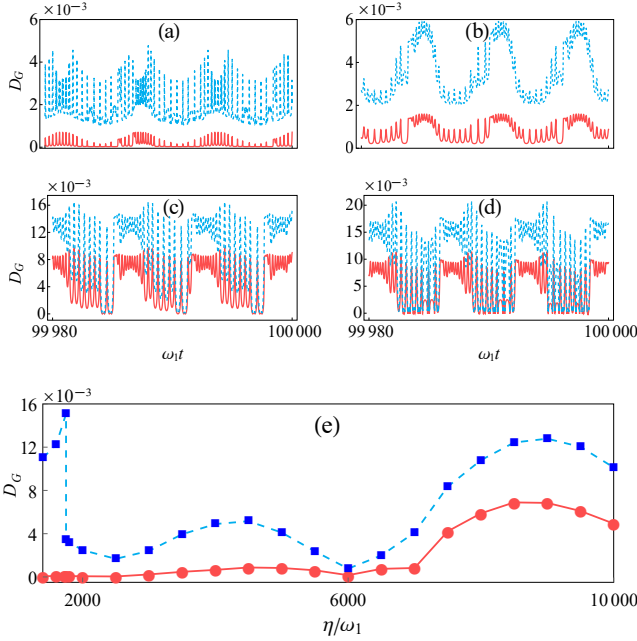 ×10⁻³ ×10⁻³
6 (a) 6 (b)
D_G 4 4
2 2
0 0
×10⁻³ ×10⁻³
16 (c) 20 (d)
12 15
D_G 8 10
4 5
0 0
99 980 100 000 99 980 100 000
ω₁t ω₁t
×10⁻³
16 (e)
12
D_G
8
4
0
2000 6000 10 000
η/ω₁